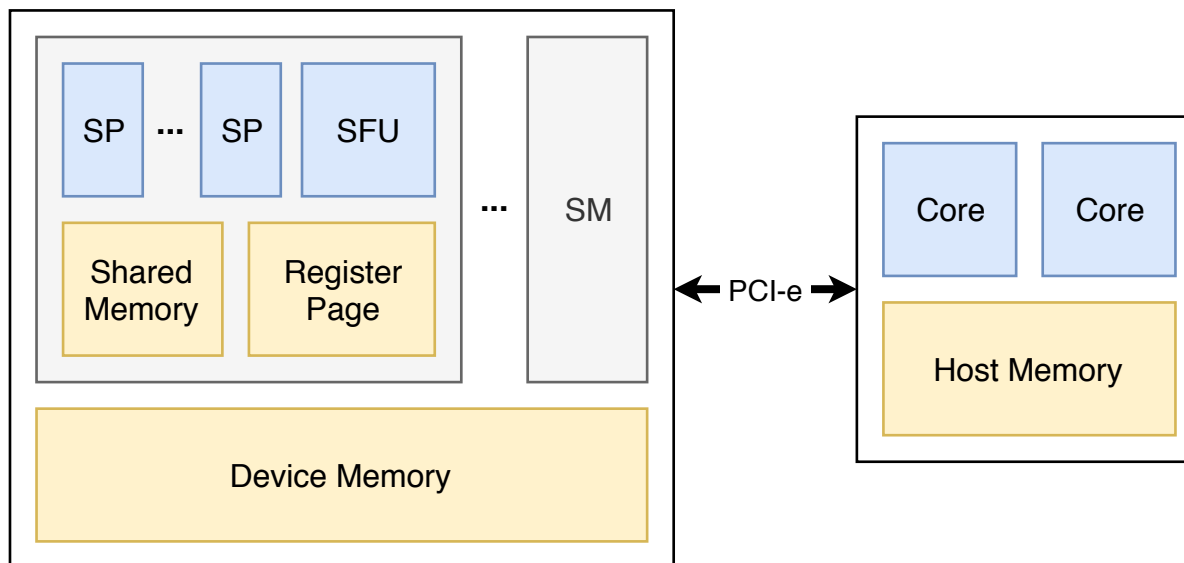 SP ... SP SFU
Shared
Memory
Register
Page
... SM
Device Memory
PCI-e
Core Core
Host Memory